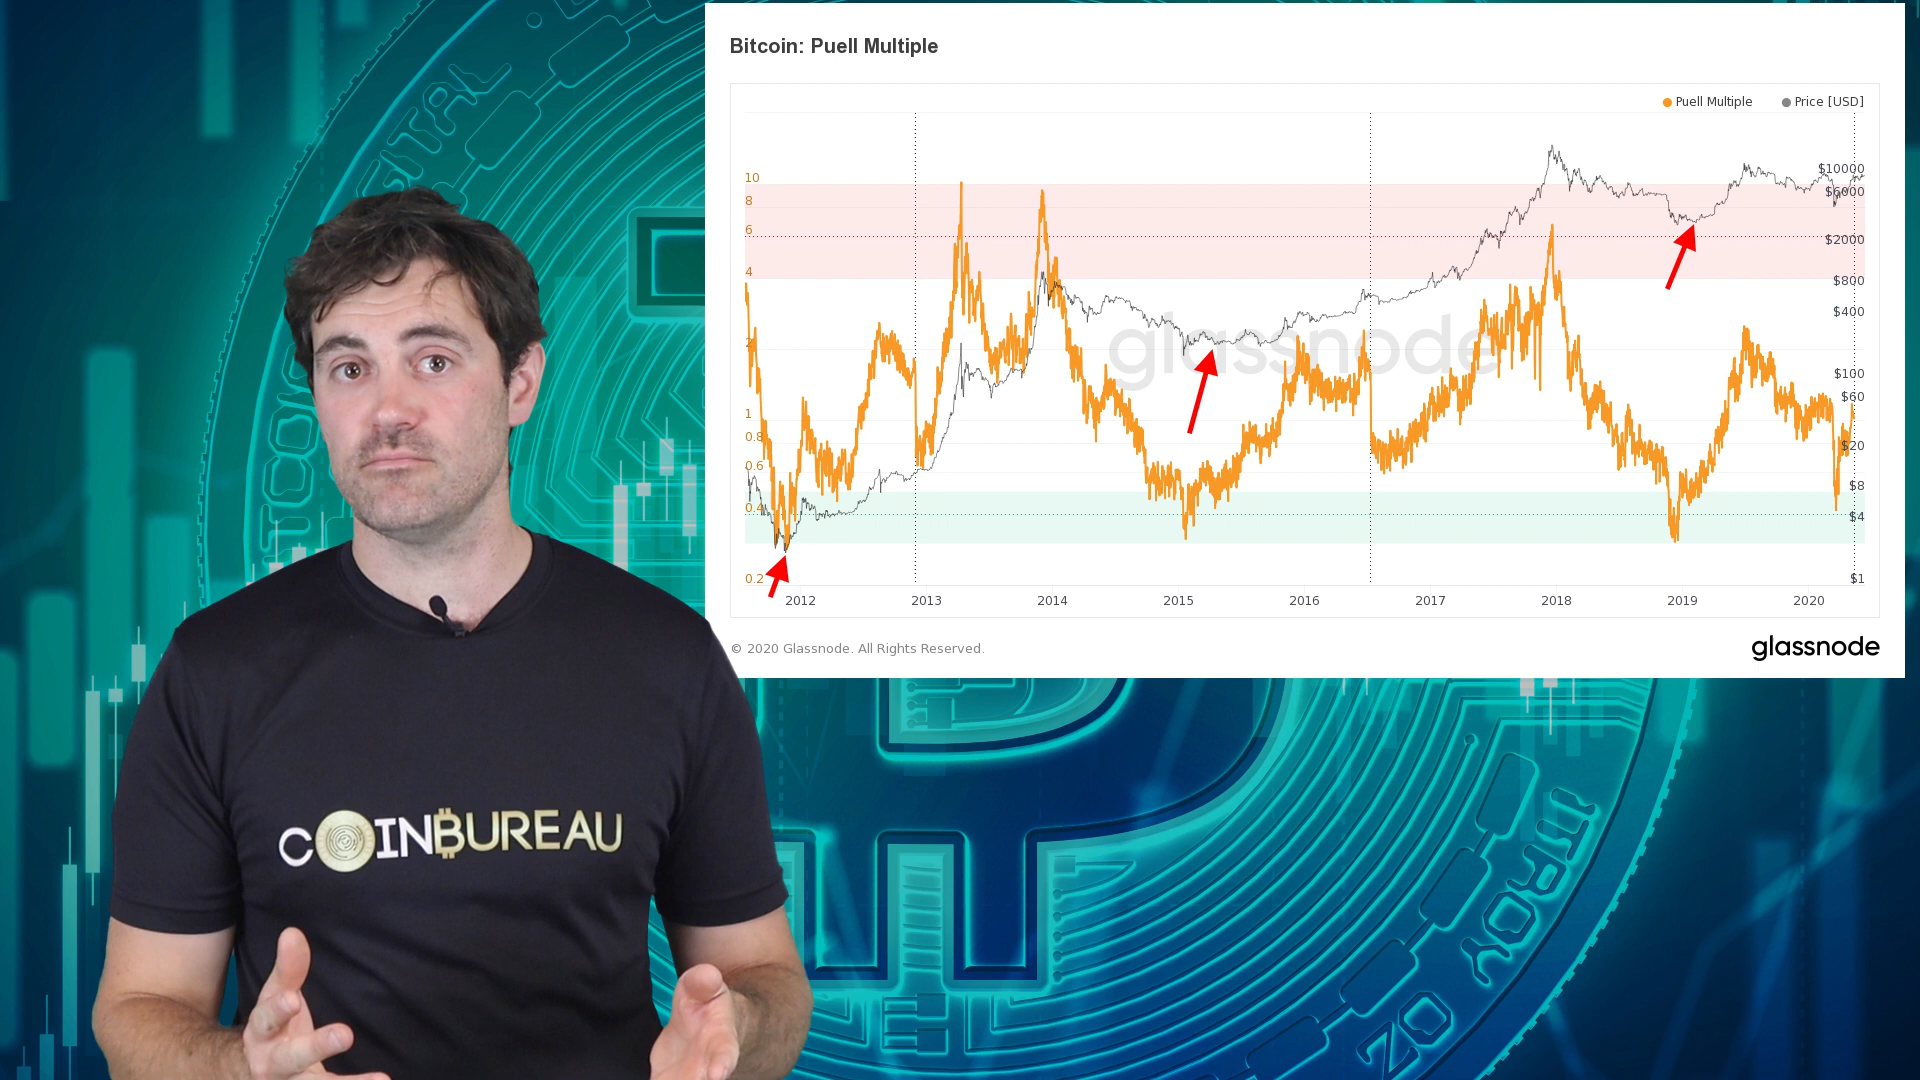 Bitcoin: Puell Multiple
Puell Multiple
Price [USD]
10
8
6
4
2
1
0.8
0.6
0.4
0.2
$10000
$6000
$2000
$800
$400
$100
$60
$20
$8
$4
$1
glassnode
2012 2013 2014 2015 2016 2017 2018 2019 2020
© 2020 Glassnode. All Rights Reserved.
glassnode
COINBUREAU